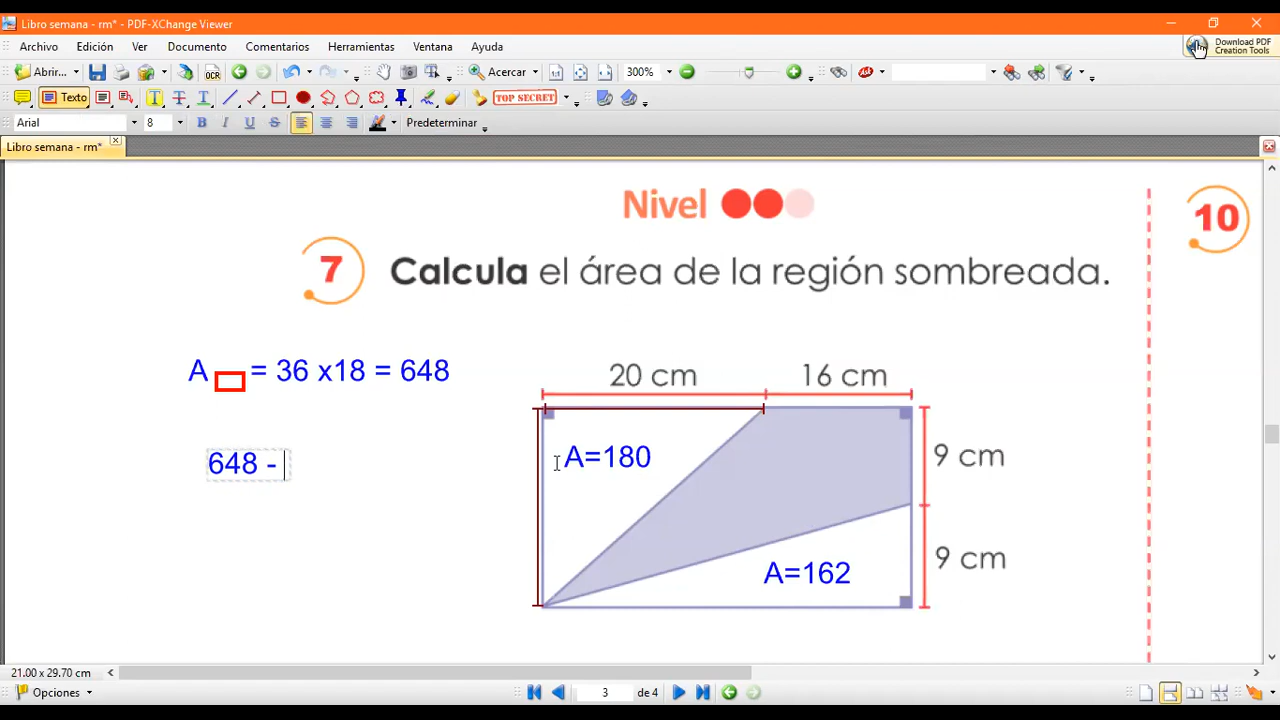 Libro semana - rm* - PDF-XChange Viewer
Archivo Edición Ver Documento Comentarios Herramientas Ventana Ayuda
Download PDF
Creation Tools
Abrir... OCR Acercar 1:1 300%
Texto TOP SECRET
Arial 8 B I U S Predeterminar
Libro semana - rm*
Nivel
10
7 Calcula el área de la región sombreada.
A = 36 x18 = 648
20 cm 16 cm
648 -
A=180
9 cm
A=162
9 cm
21.00 x 29.70 cm
Opciones 3 de 4